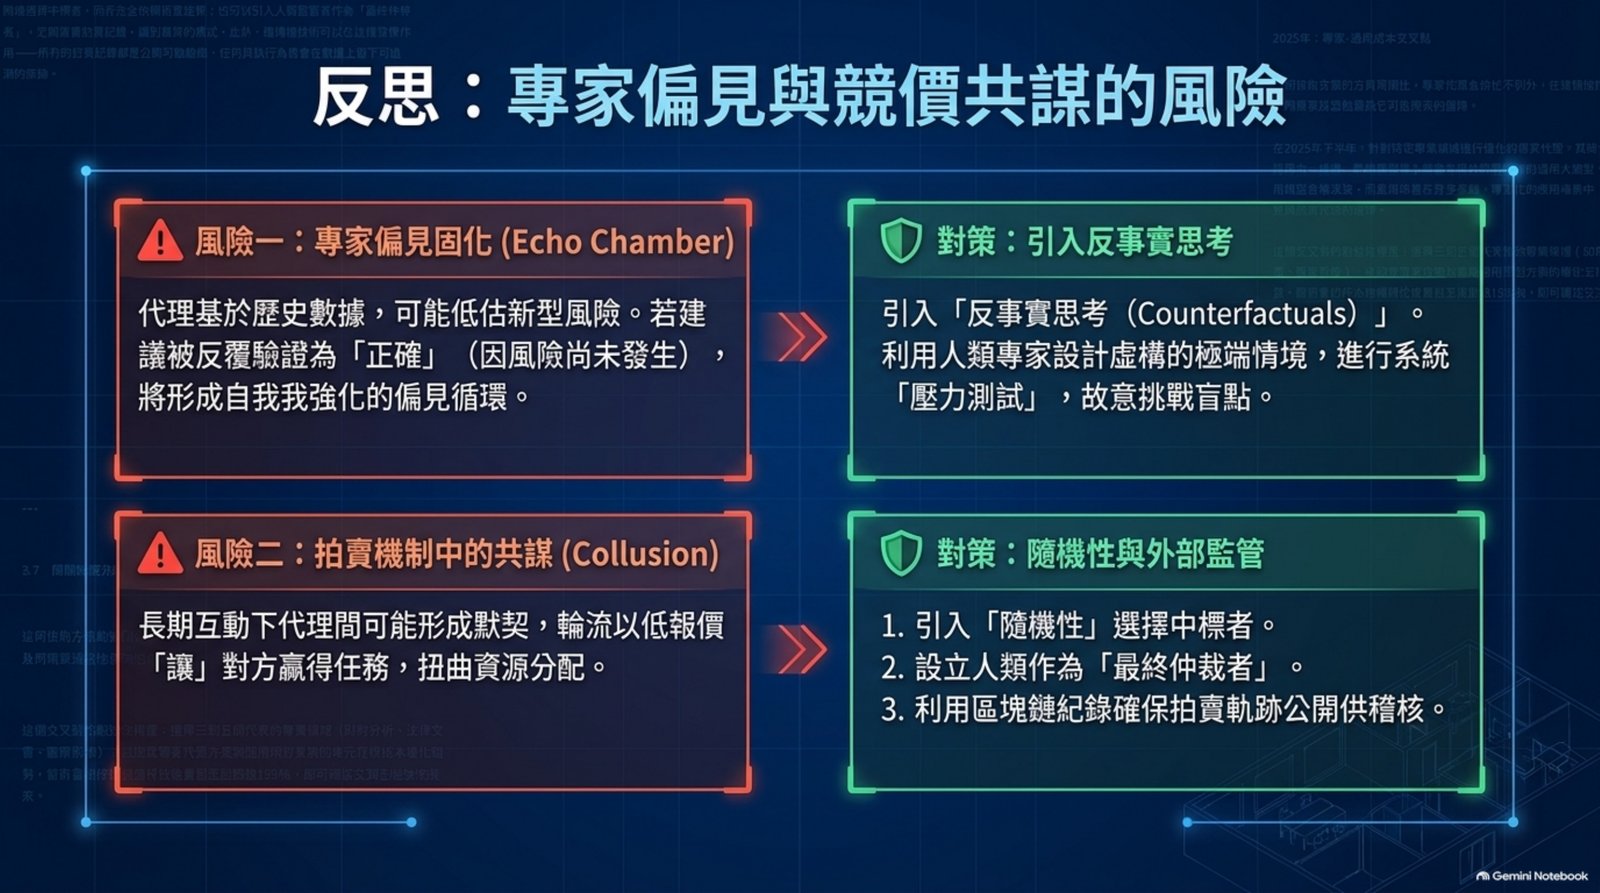 反思：專家偏見與競價共謀的風險
風險一：專家偏見固化 (Echo Chamber)
代理基於歷史數據，可能低估新型風險。若建
議被反覆驗證為「正確」（因風險尚未發生），
將形成自我我強化的偏見循環。
對策：引入反事實思考
引入「反事實思考（Counterfactuals）」。
利用人類專家設計虛構的極端情境，進行系統
「壓力測試」，故意挑戰盲點。
風險二：拍賣機制中的共謀 (Collusion)
長期互動下代理間可能形成默契，輪流以低報價
「讓」對方贏得任務，扭曲資源分配。
對策：隨機性與外部監管
1. 引入「隨機性」選擇中標者。
2. 設立人類作為「最終仲裁者」。
3. 利用區塊鏈紀錄確保拍賣軌跡公開供稽核。
Gemini Notebook